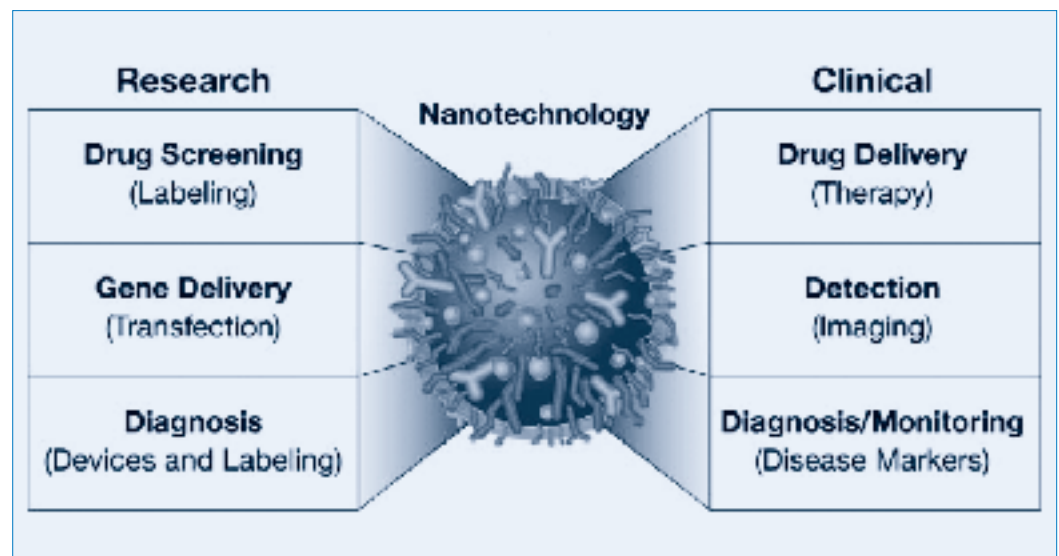 Research
Drug Screening
(Labeling)
Gene Delivery
(Transfection)
Diagnosis
(Devices and Labeling)
Nanotechnology
Clinical
Drug Delivery
(Therapy)
Detection
(Imaging)
Diagnosis/Monitoring
(Disease Markers)